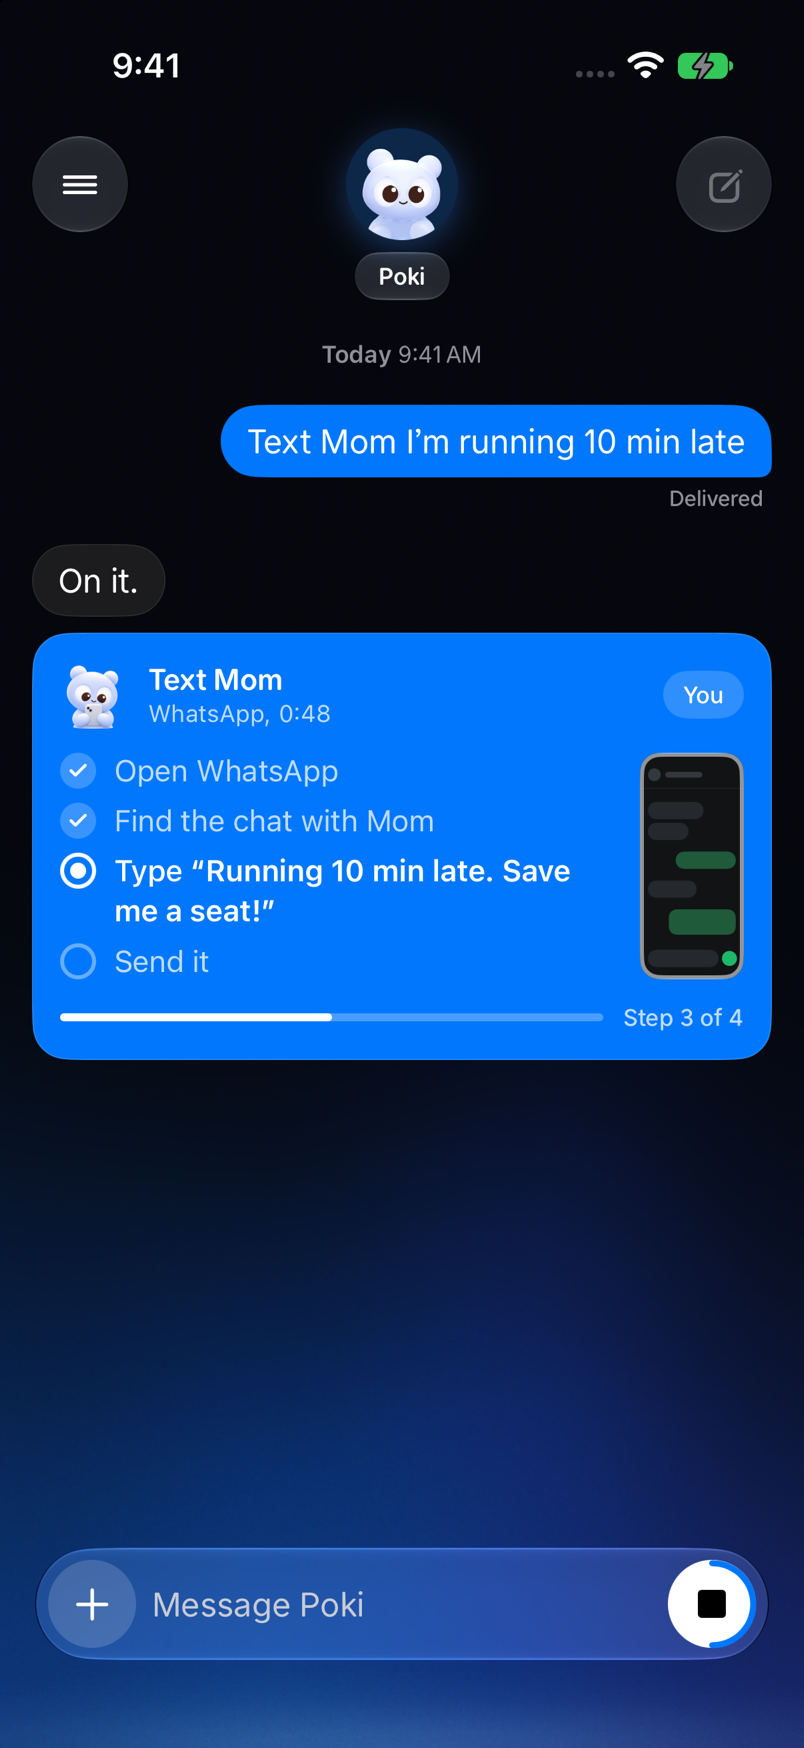 9:41
Poki
Today 9:41 AM
Text Mom I’m running 10 min late
Delivered
On it.
Text Mom
WhatsApp, 0:48
You
Open WhatsApp
Find the chat with Mom
Type “Running 10 min late. Save
me a seat!”
Send it
Step 3 of 4
Message Poki